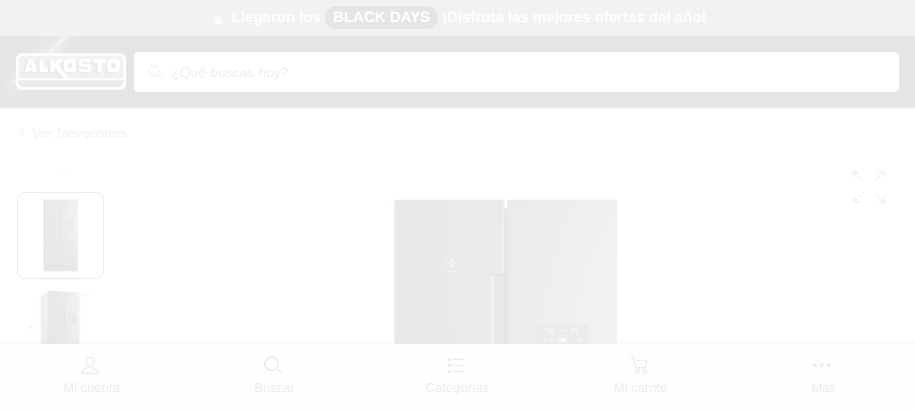 Llegaron los BLACK DAYS ¡Disfruta las mejores ofertas del año!
ALKOSTO
¿Qué buscas hoy?
Ver Nevecones
Mi cuenta
Buscar
Categorías
Mi carrito
Más